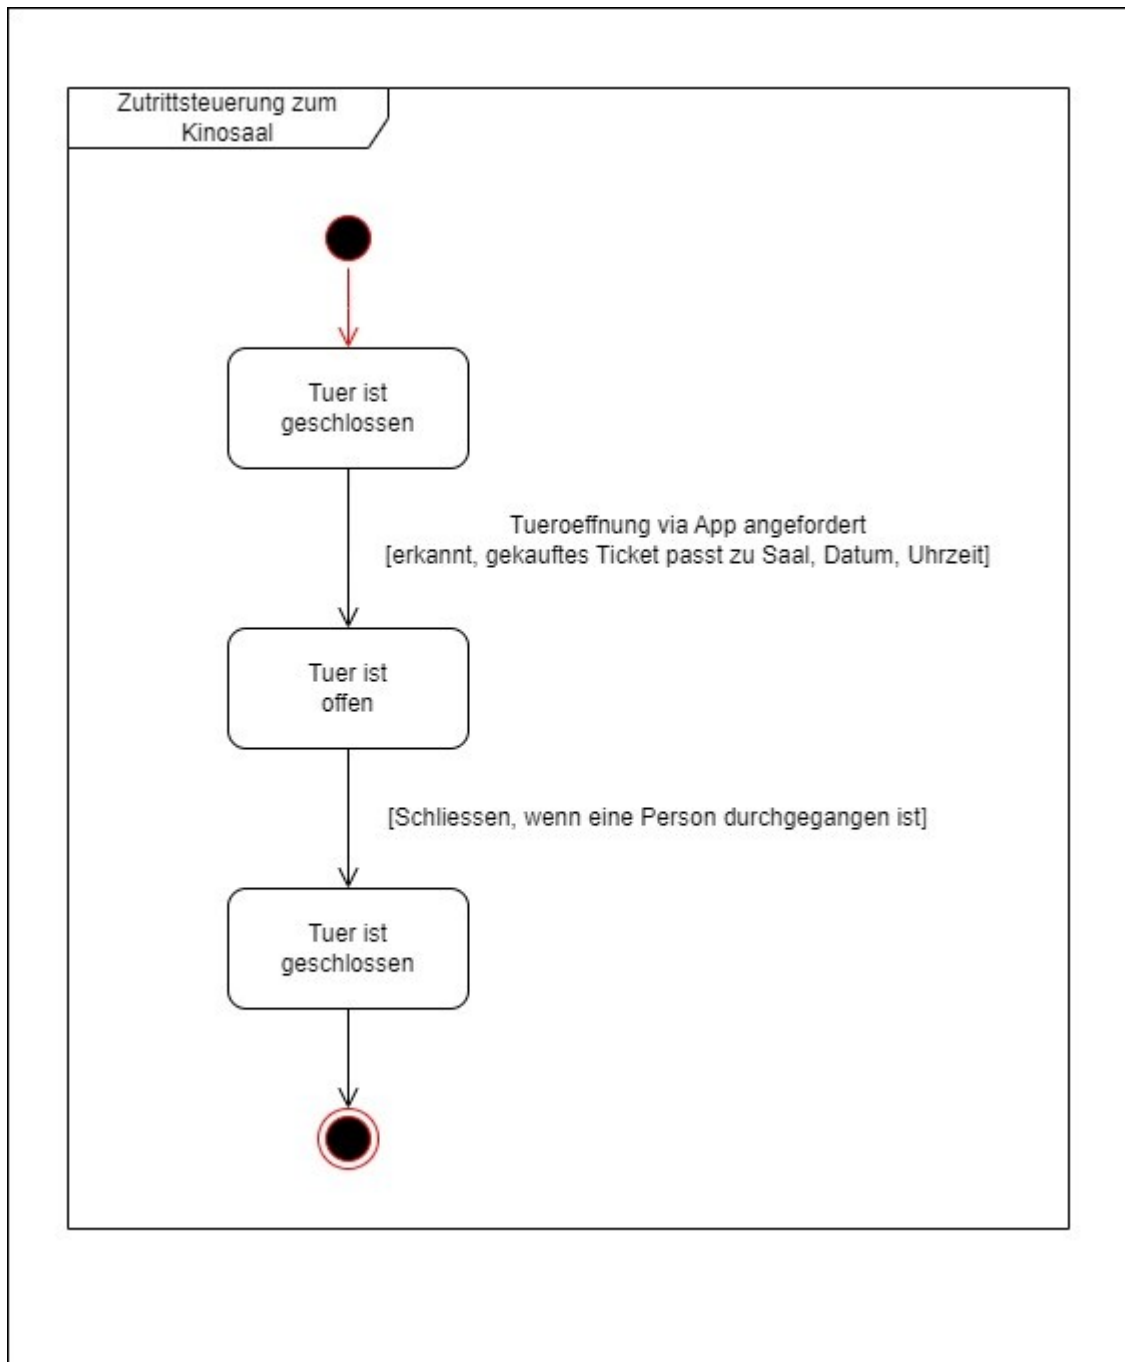 Zutrittsteuerung zum
Kinosaal
Tuer ist
geschlossen
Tueroeffnung via App angefordert
[erkannt, gekauftes Ticket passt zu Saal, Datum, Uhrzeit]
Tuer ist
offen
[Schliessen, wenn eine Person durchgegangen ist]
Tuer ist
geschlossen